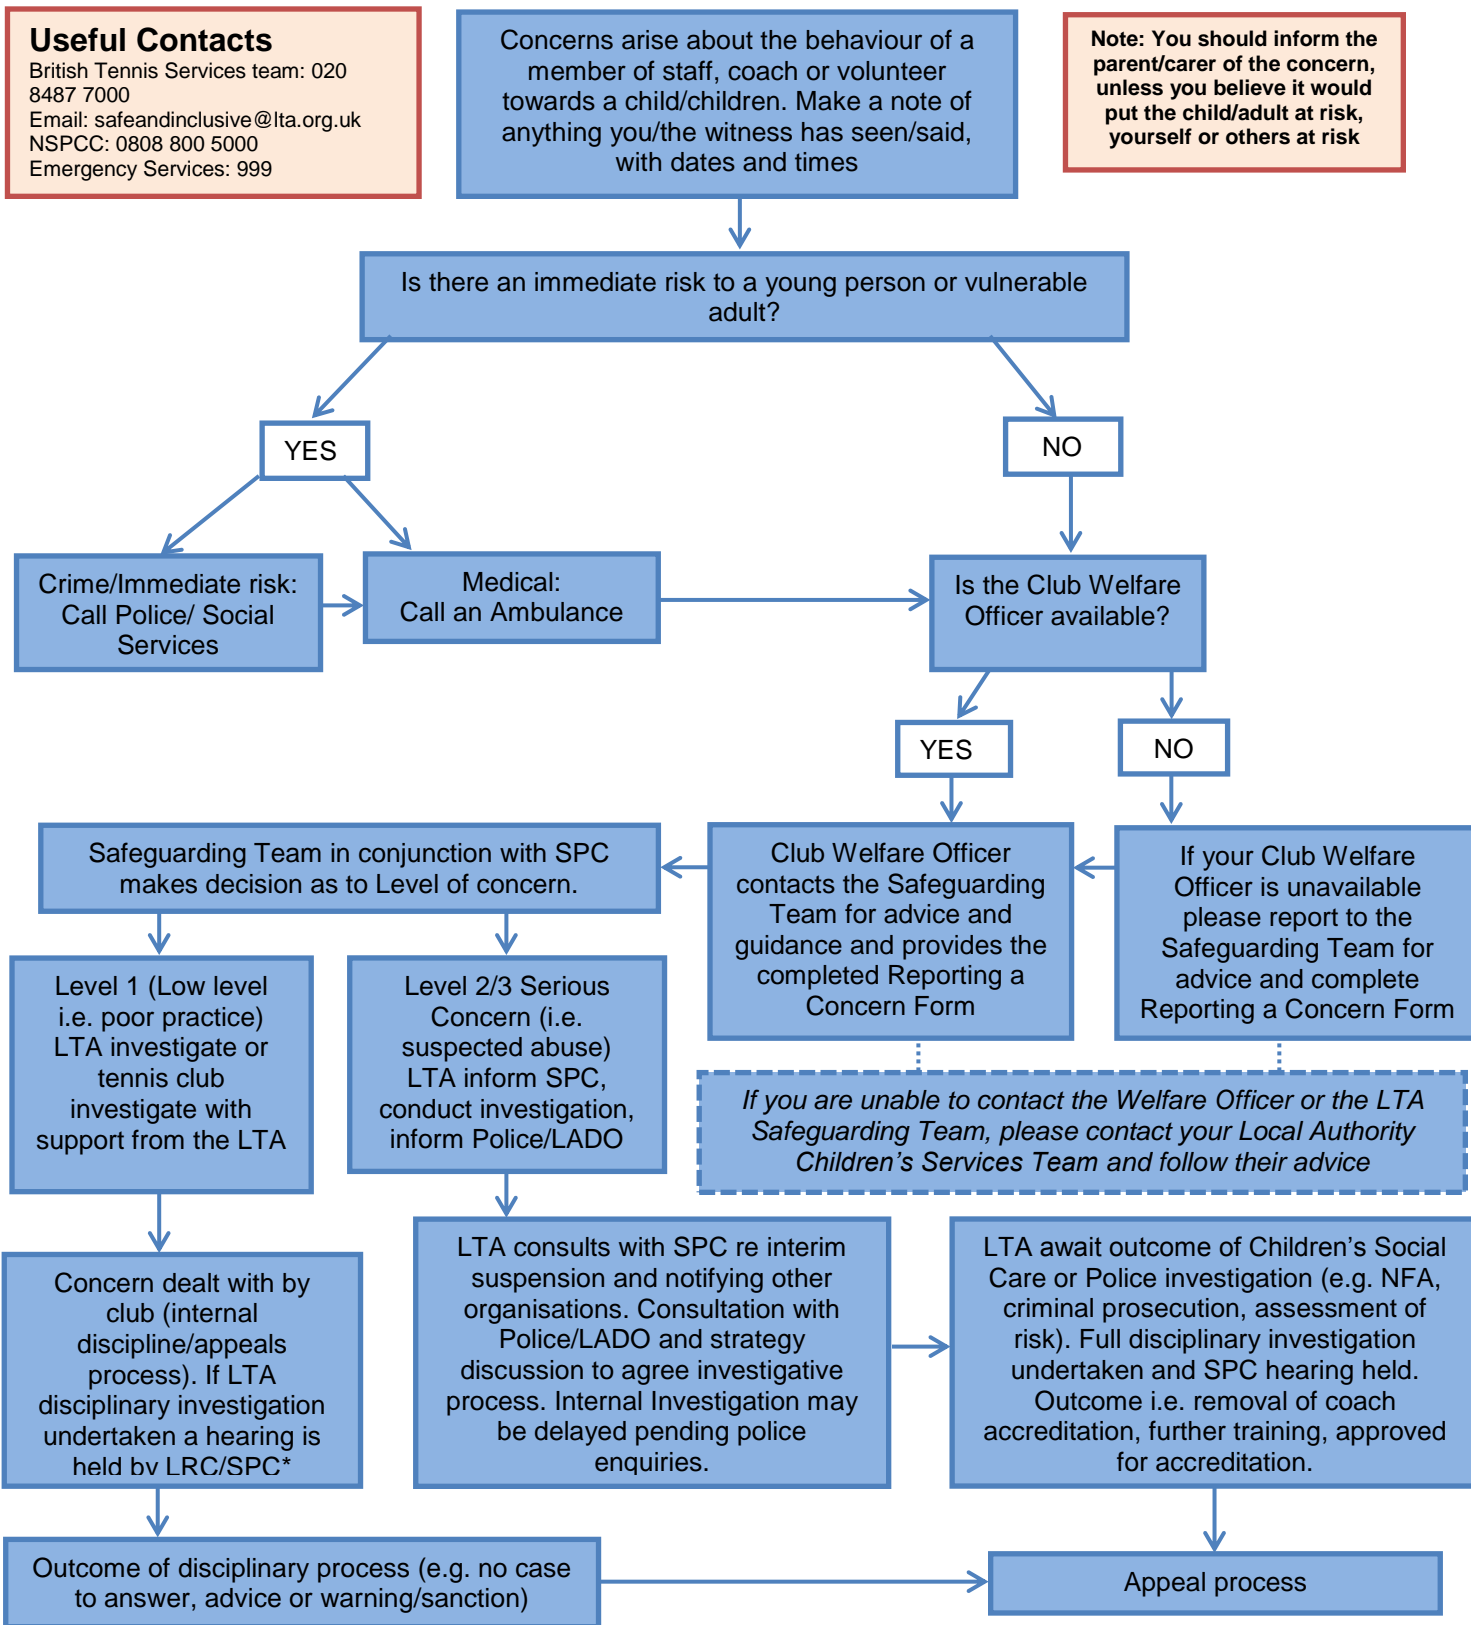 Useful Contacts
British Tennis Services team: 020
8487 7000
Email: safeandinclusive@lta.org.uk
NSPCC: 0808 800 5000
Emergency Services: 999
Concerns arise about the behaviour of a
member of staff, coach or volunteer
towards a child/children. Make a note of
anything you/the witness has seen/said,
with dates and times
Note: You should inform the
parent/carer of the concern,
unless you believe it would
put the child/adult at risk,
yourself or others at risk
Is there an immediate risk to a young person or vulnerable
adult?
YES
NO
Crime/Immediate risk:
Call Police/ Social
Services
Medical:
Call an Ambulance
Is the Club Welfare
Officer available?
YES
NO
Safeguarding Team in conjunction with SPC
makes decision as to Level of concern.
Club Welfare Officer
contacts the Safeguarding
Team for advice and
guidance and provides the
completed Reporting a
Concern Form
If your Club Welfare
Officer is unavailable
please report to the
Safeguarding Team for
advice and complete
Reporting a Concern Form
Level 1 (Low level
i.e. poor practice)
LTA investigate or
tennis club
investigate with
support from the LTA
Level 2/3 Serious
Concern (i.e.
suspected abuse)
LTA inform SPC,
conduct investigation,
inform Police/LADO
If you are unable to contact the Welfare Officer or the LTA
Safeguarding Team, please contact your Local Authority
Children's Services Team and follow their advice
Concern dealt with by
club (internal
discipline/appeals
process). If LTA
disciplinary investigation
undertaken a hearing is
held by LRC/SPC*
LTA consults with SPC re interim
suspension and notifying other
organisations. Consultation with
Police/LADO and strategy
discussion to agree investigative
process. Internal Investigation may
be delayed pending police
enquiries.
LTA await outcome of Children's Social
Care or Police investigation (e.g. NFA,
criminal prosecution, assessment of
risk). Full disciplinary investigation
undertaken and SPC hearing held.
Outcome i.e. removal of coach
accreditation, further training, approved
for accreditation.
Outcome of disciplinary process (e.g. no case
to answer, advice or warning/sanction)
Appeal process